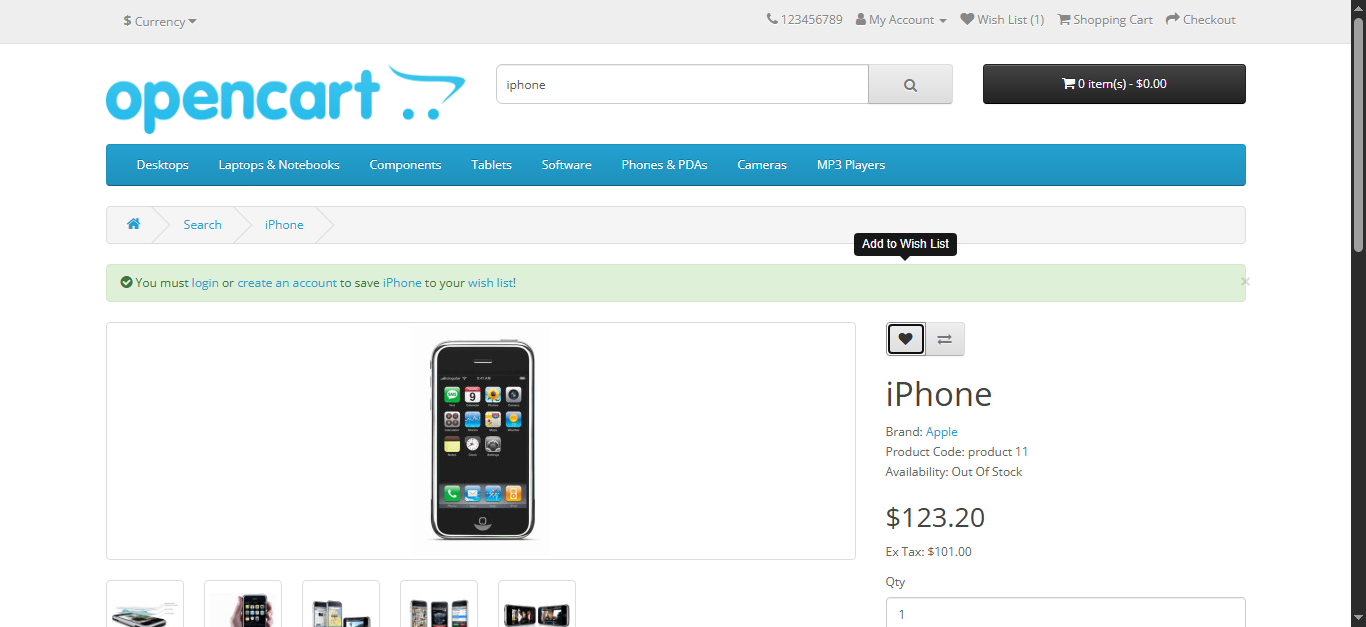 $ Currency
123456789 My Account Wish List (1) Shopping Cart Checkout
opencart
iphone
0 item(s) - $0.00
Desktops Laptops & Notebooks Components Tablets Software Phones & PDAs Cameras MP3 Players
Search iPhone
Add to Wish List
You must login or create an account to save iPhone to your wish list!
×
iPhone
Brand: Apple
Product Code: product 11
Availability: Out Of Stock
$123.20
Ex Tax: $101.00
Qty
1